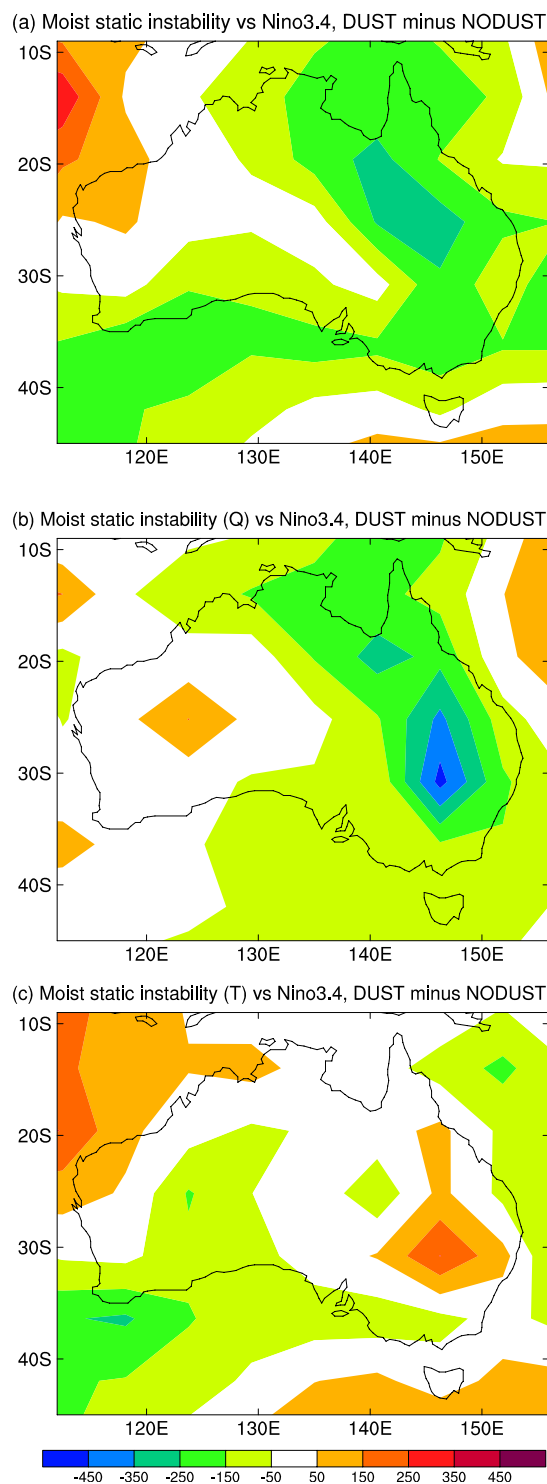 (a) Moist static instability vs Nino3.4, DUST minus NODUST
10S
20S
30S
40S
120E 130E 140E 150E
(b) Moist static instability (Q) vs Nino3.4, DUST minus NODUST
10S
20S
30S
40S
120E 130E 140E 150E
(c) Moist static instability (T) vs Nino3.4, DUST minus NODUST
10S
20S
30S
40S
120E 130E 140E 150E
-450 -350 -250 -150 -50 50 150 250 350 450